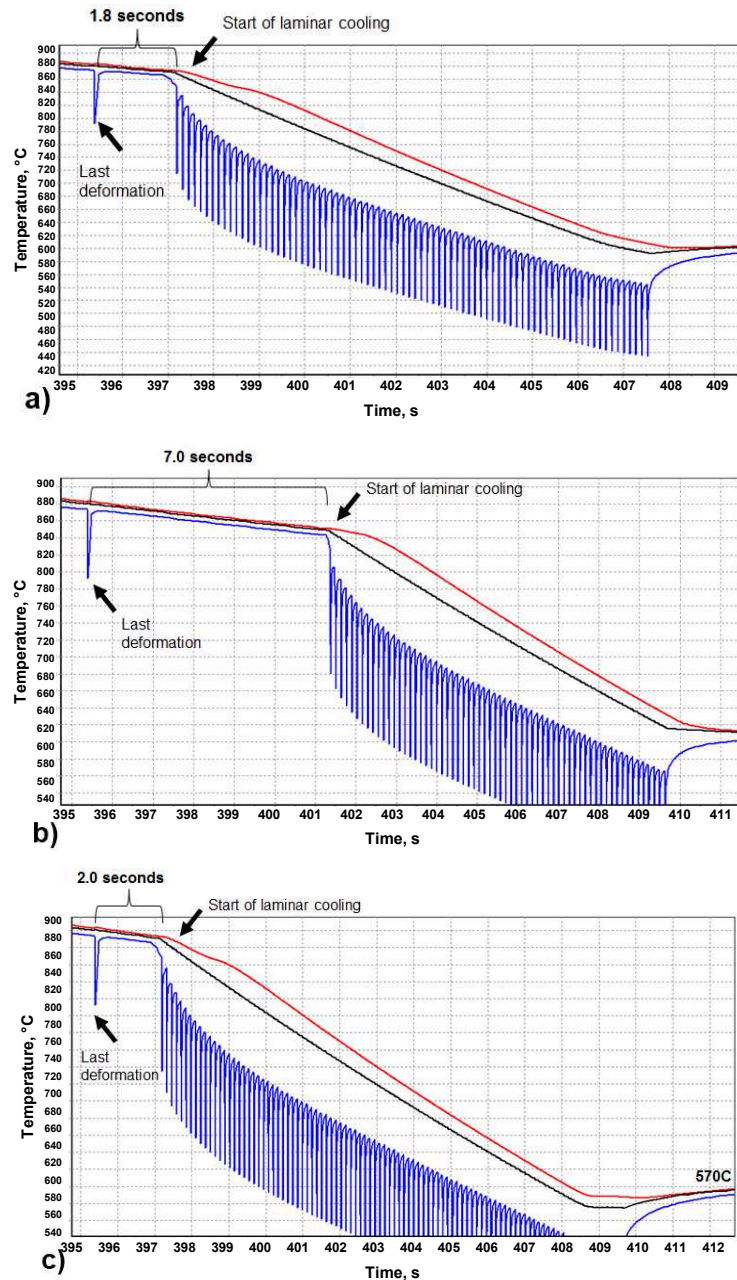 1.8 seconds
Start of laminar cooling
Last
deformation
Temperature, °C
900
880
860
840
820
800
780
760
740
720
700
680
660
640
620
600
580
560
540
520
500
480
460
440
420
395 396 397 398 399 400 401 402 403 404 405 406 407 408 409
Time, s
a)
7.0 seconds
Start of laminar cooling
Last
deformation
Temperature, °C
900
880
860
840
820
800
780
760
740
720
700
680
660
640
620
600
580
560
540
395 396 397 398 399 400 401 402 403 404 405 406 407 408 409 410 411
Time, s
b)
2.0 seconds
Start of laminar cooling
Last
deformation
570C
Temperature, °C
900
880
860
840
820
800
780
760
740
720
700
680
660
640
620
600
580
560
540
395 396 397 398 399 400 401 402 403 404 405 406 407 408 409 410 411 412
Time, s
c)